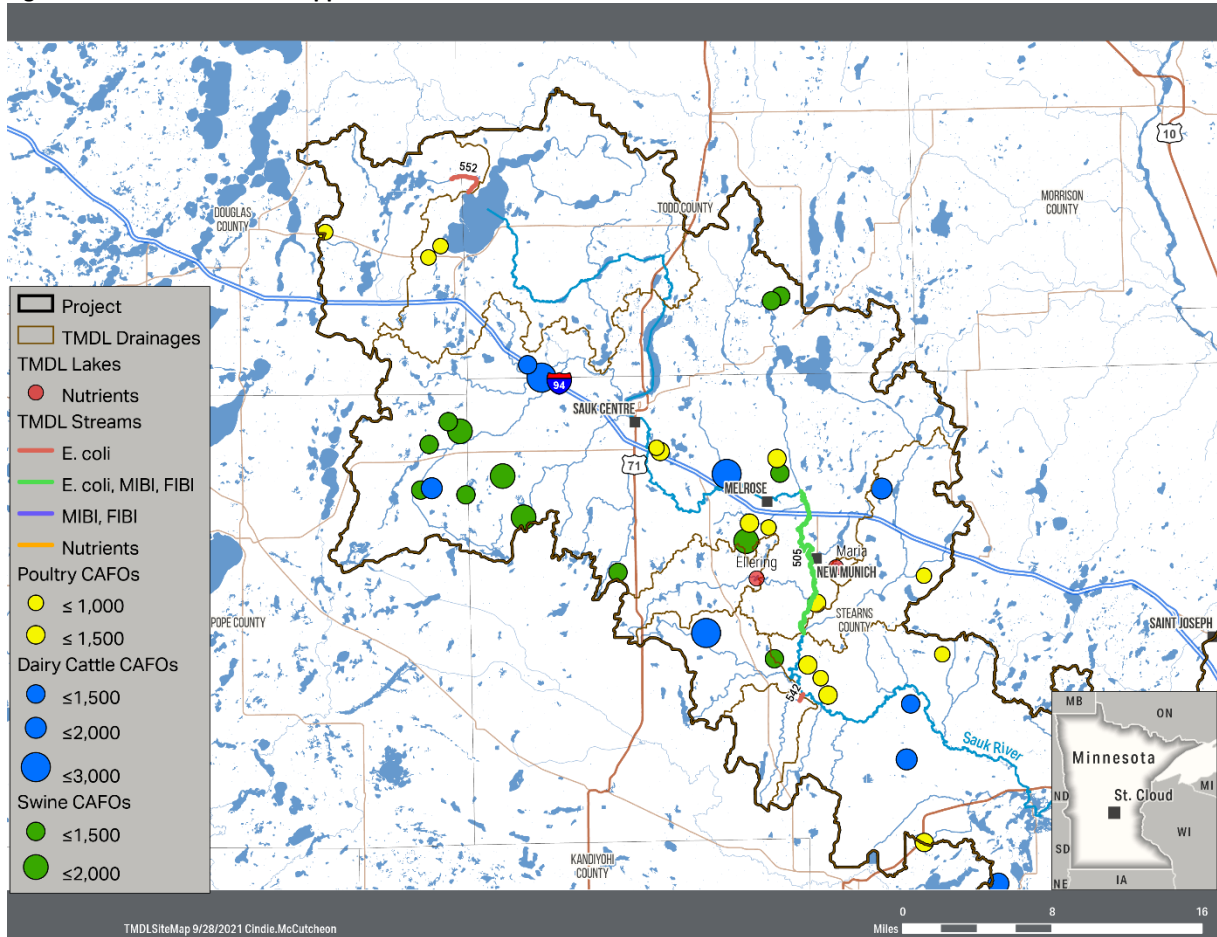 552
DOUGLAS
COUNTY
TODD COUNTY
MORRISON
COUNTY
10
Project
TMDL Drainages
TMDL Lakes
Nutrients
TMDL Streams
E. coli
E. coli, MIBI, FIBI
MIBI, FIBI
Nutrients
Poultry CAFOs
≤ 1,000
≤ 1,500
Dairy Cattle CAFOs
≤1,500
≤2,000
≤3,000
Swine CAFOs
≤1,500
≤2,000
94
SAUK CENTRE
71
MELROSE
505
Ellering
Maria
NEW MUNICH
STEARNS
COUNTY
POPE COUNTY
SAINT JOSEPH
542
Sauk River
KANDIYOHI
COUNTY
MB
ON
Minnesota
ND
St. Cloud
MI
WI
SD
NE
IA
TMDLSiteMap 9/28/2021 Cindie.McCutcheon
0 8 16
Miles